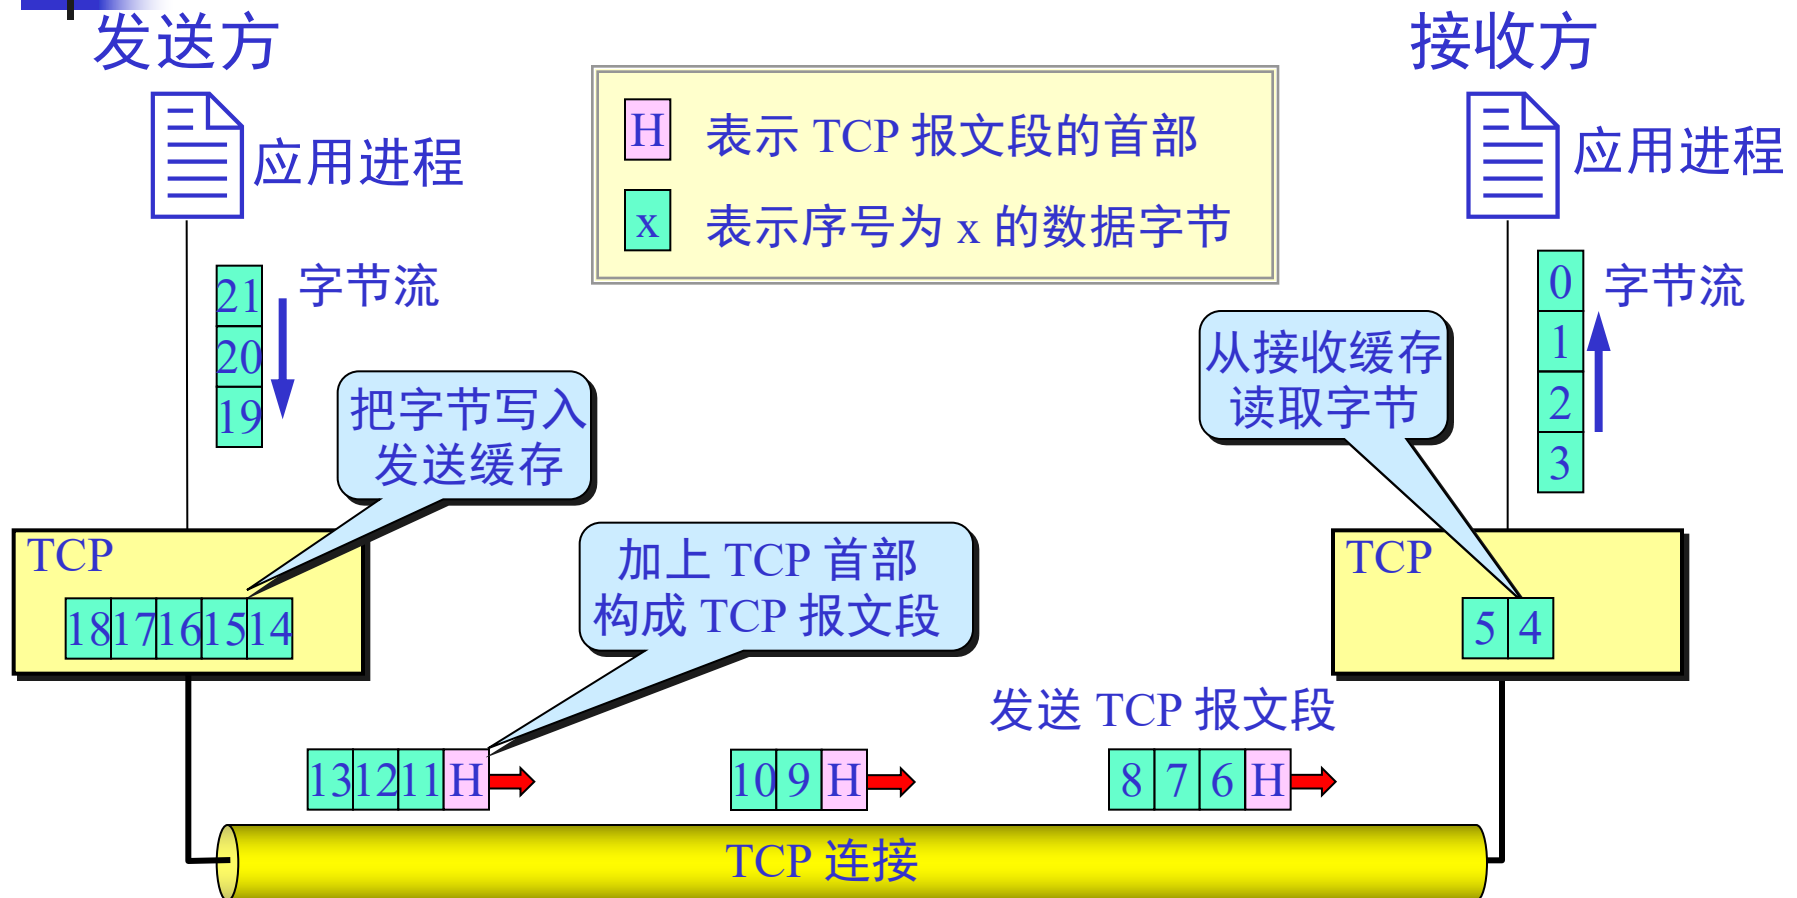 发送方
接收方
H 表示 TCP 报文段的首部
x 表示序号为 x 的数据字节
应用进程
应用进程
字节流
21
20
19
字节流
0
1
2
3
把字节写入
发送缓存
从接收缓存
读取字节
加上 TCP 首部
构成 TCP 报文段
TCP
18 17 16 15 14
TCP
5 4
发送 TCP 报文段
13 12 11 H
10 9 H
8 7 6 H
TCP 连接